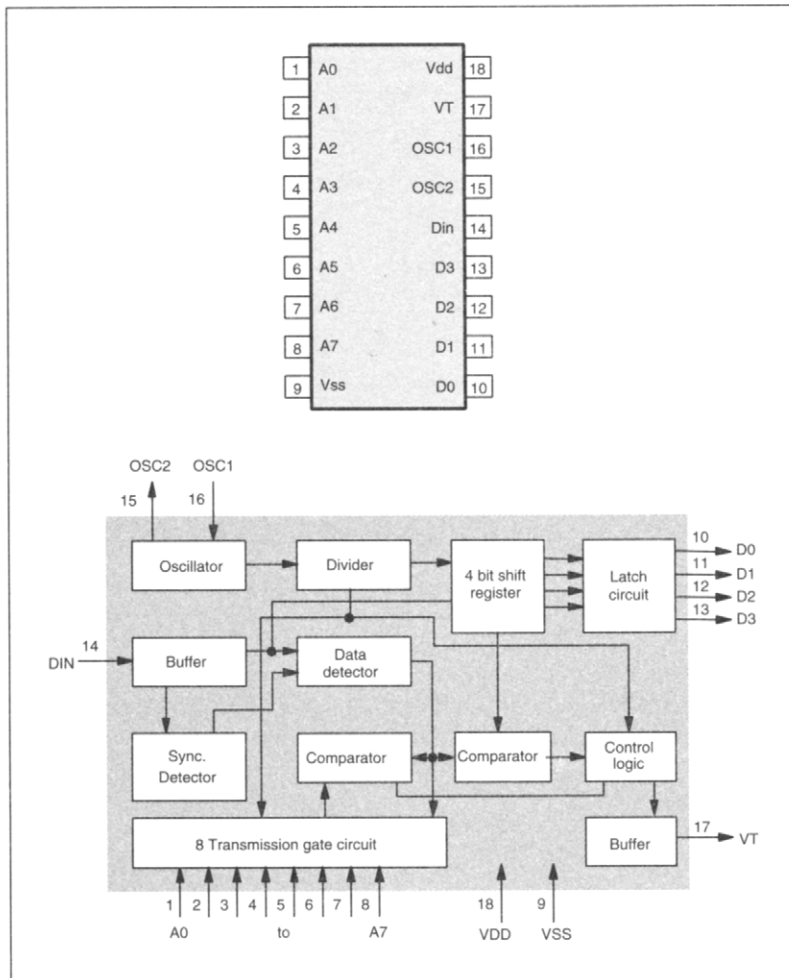 1 A0 Vdd 18
2 A1 VT 17
3 A2 OSC1 16
4 A3 OSC2 15
5 A4 Din 14
6 A5 D3 13
7 A6 D2 12
8 A7 D1 11
9 Vss D0 10
OSC2 OSC1
15 16
Oscillator
Divider
4 bit shift
register
Latch
circuit
10 D0
11 D1
12 D2
13 D3
DIN 14
Buffer
Data
detector
Sync.
Detector
Comparator
Comparator
Control
logic
8 Transmission gate circuit
Buffer
17 VT
1 2 3 4 5 6 7 8
18 9
A0 to A7 VDD VSS